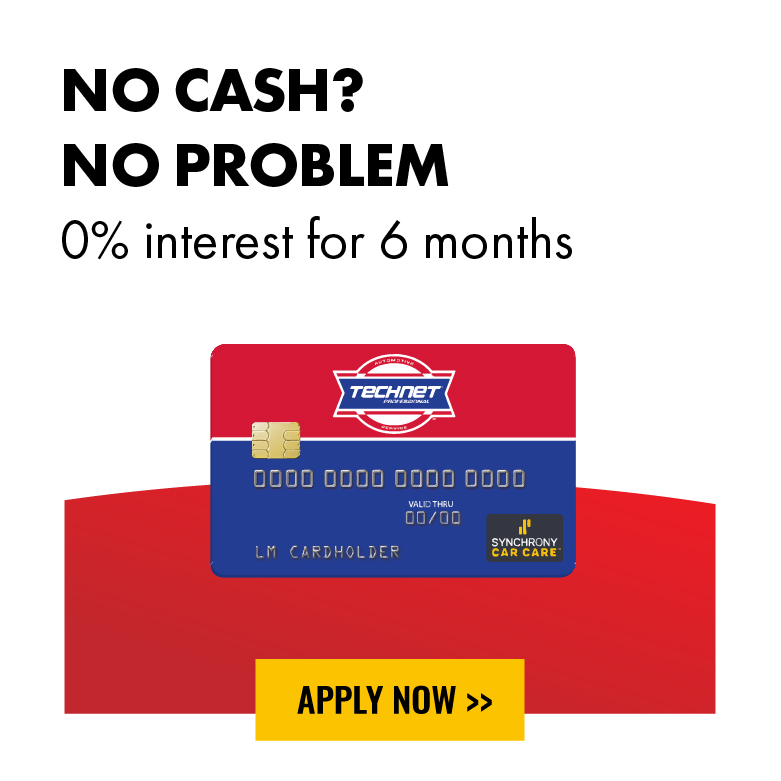 NO CASH?
NO PROBLEM
0% interest for 6 months
AUTOMOTIVE
TECHNET
PROFESSIONAL
SERVICE
0000 0000 0000 0000
VALID THRU
00/00
LM CARDHOLDER
SYNCHRONY
CAR CARE™
APPLY NOW >>